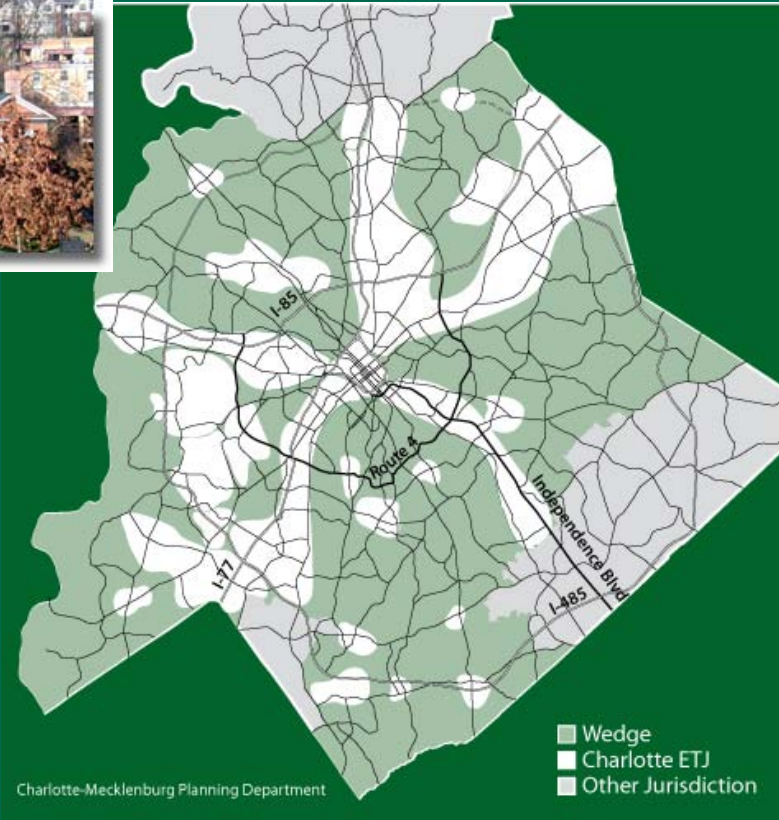 I-85
Route 4
Independence Blvd
I-77
I-485
Wedge
Charlotte ETJ
Other Jurisdiction
Charlotte-Mecklenburg Planning Department